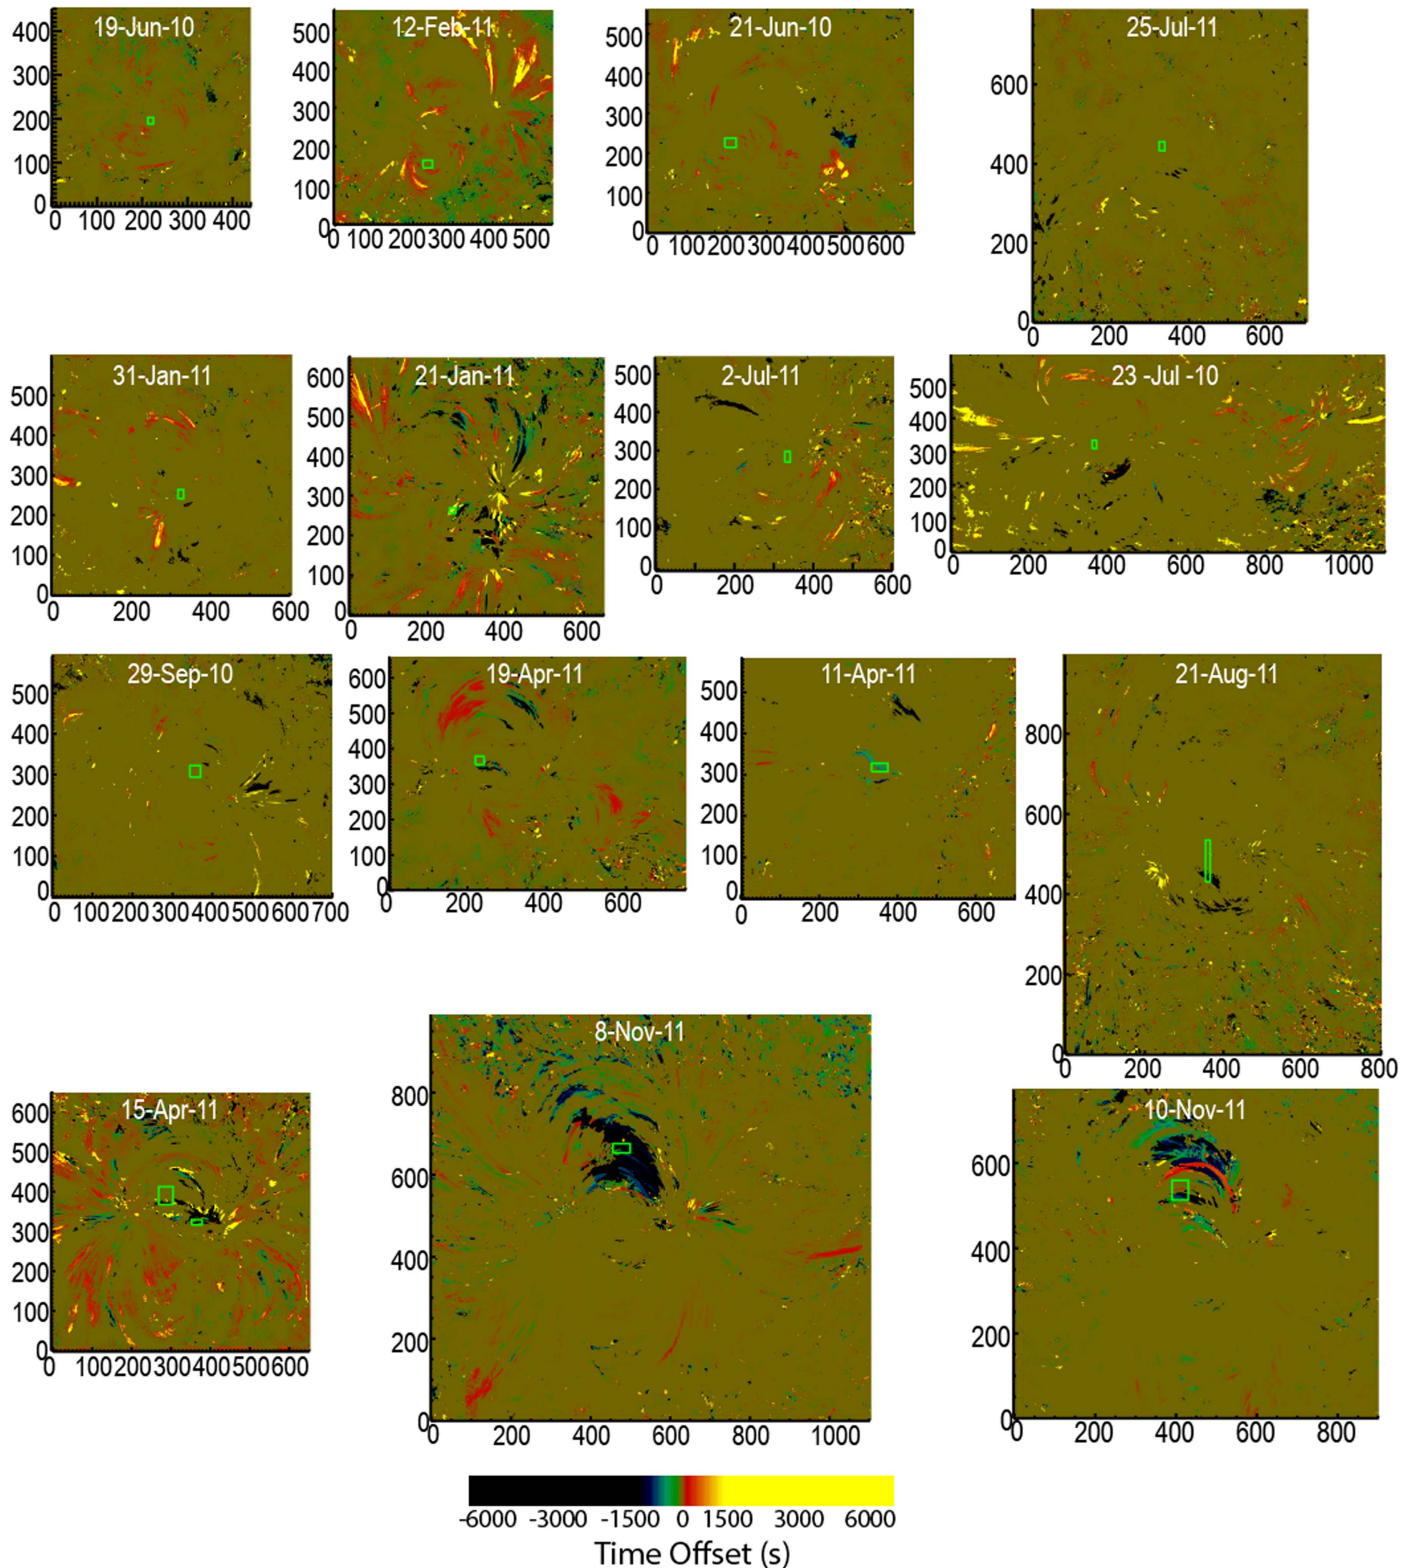 19-Jun-10
400
300
200
100
0
0 100 200 300 400
12-Feb-11
500
400
300
200
100
0
0 100 200 300 400 500
21-Jun-10
500
400
300
200
100
0
0 100 200 300 400 500 600
25-Jul-11
600
400
200
0
0 200 400 600
31-Jan-11
500
400
300
200
100
0
0 200 400 600
21-Jan-11
600
500
400
300
200
100
0
0 200 400 600
2-Jul-11
500
400
300
200
100
0
0 200 400 600
23 -Jul -10
500
400
300
200
100
0
0 200 400 600 800 1000
29-Sep-10
500
400
300
200
100
0
0 100 200 300 400 500 600 700
19-Apr-11
600
500
400
300
200
100
0
0 200 400 600
11-Apr-11
500
400
300
200
100
0
0 200 400 600
21-Aug-11
800
600
400
200
0
0 200 400 600 800
15-Apr-11
600
500
400
300
200
100
0
0 100 200 300 400 500 600
8-Nov-11
800
600
400
200
0
0 200 400 600 800 1000
10-Nov-11
600
400
200
0
0 200 400 600 800
-6000 -3000 -1500 0 1500 3000 6000
Time Offset (s)